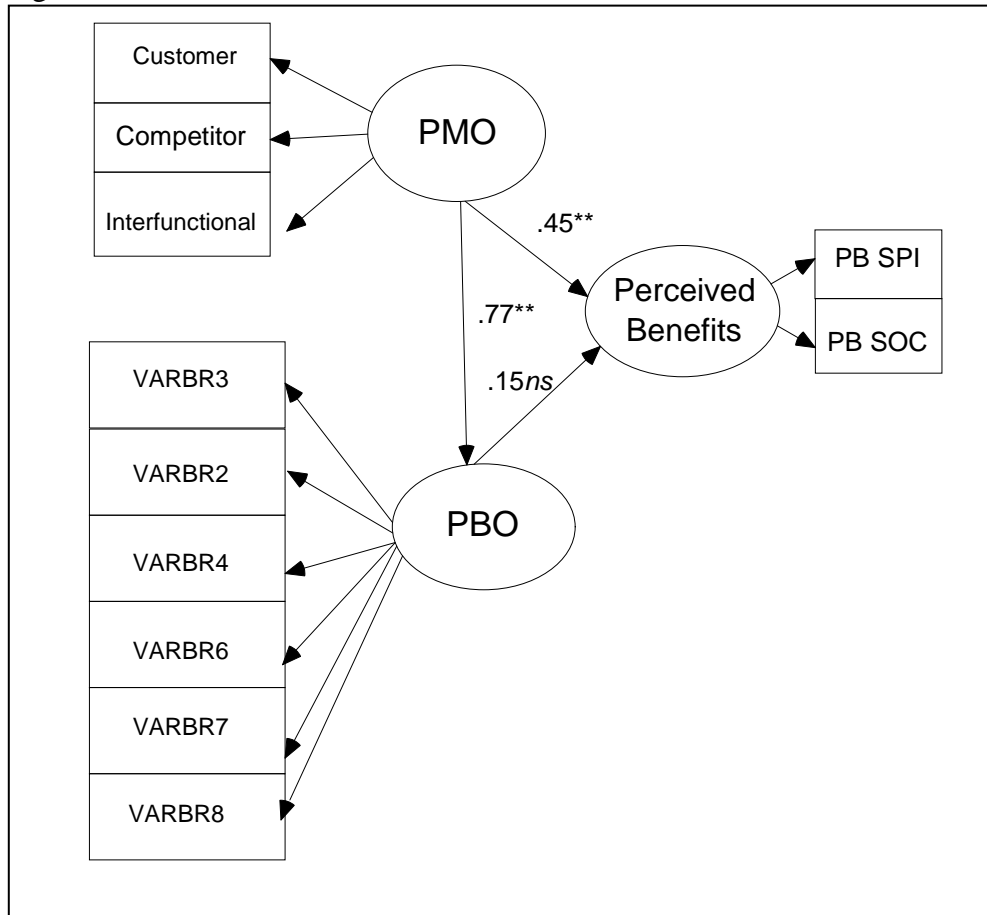 Customer
Competitor
Interfunctional
PMO
.45**
.77**
.15ns
Perceived
Benefits
PB SPI
PB SOC
VARBR3
VARBR2
VARBR4
VARBR6
VARBR7
VARBR8
PBO